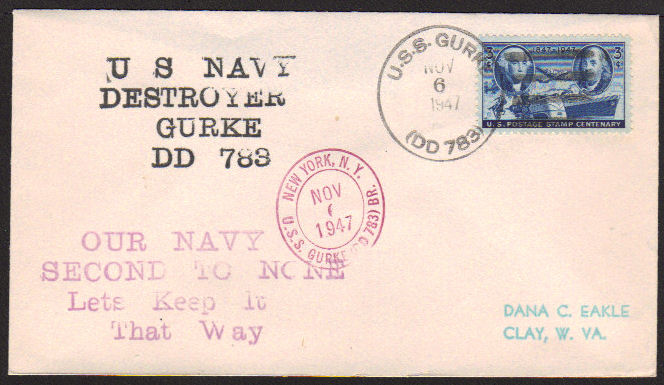 U S NAVY
DESTROYER
GURKE
DD 783
U.S.S. GURKE
NOV
6
1947
(DD 783)
1847-1947
3¢ 3¢
U.S. POSTAGE STAMP CENTENARY
NEW YORK, N.Y.
NOV
6
1947
U.S.S. GURKE (DD 783) BR.
OUR NAVY
SECOND TO NONE
Lets Keep It
That Way
DANA C. EAKLE
CLAY, W. VA.